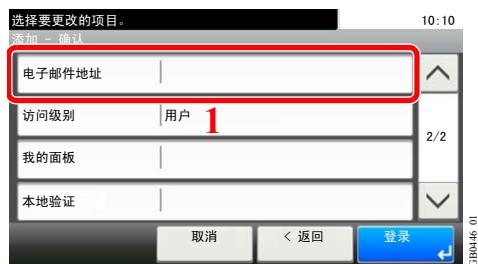 选择要更改的项目。
10:10
添加 - 确认
电子邮件地址
访问级别 用户
1
2/2
我的面板
本地验证
取消 < 返回 登录
GB0446_01